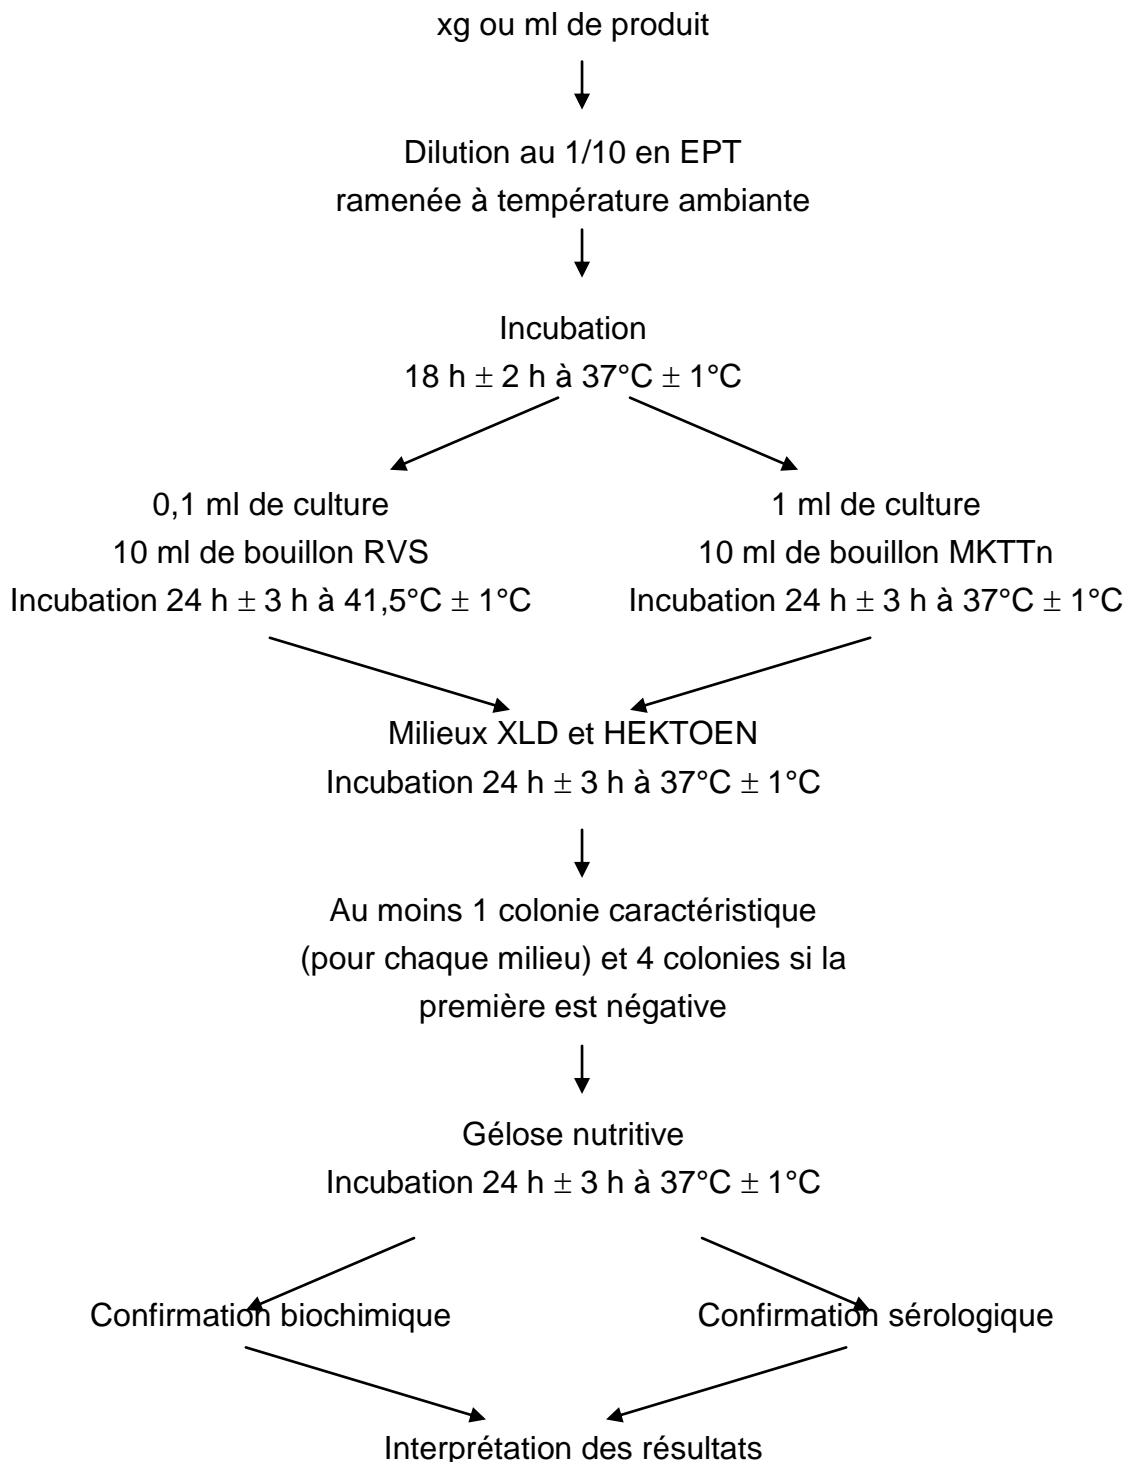 xg ou ml de produit
Dilution au 1/10 en EPT
ramenée à température ambiante
Incubation
18 h ± 2 h à 37°C ± 1°C
0,1 ml de culture
10 ml de bouillon RVS
Incubation 24 h ± 3 h à 41,5°C ± 1°C
1 ml de culture
10 ml de bouillon MKTTn
Incubation 24 h ± 3 h à 37°C ± 1°C
Milieux XLD et HEKTOEN
Incubation 24 h ± 3 h à 37°C ± 1°C
Au moins 1 colonie caractéristique
(pour chaque milieu) et 4 colonies si la
première est négative
Gélose nutritive
Incubation 24 h ± 3 h à 37°C ± 1°C
Confirmation biochimique
Confirmation sérologique
Interprétation des résultats